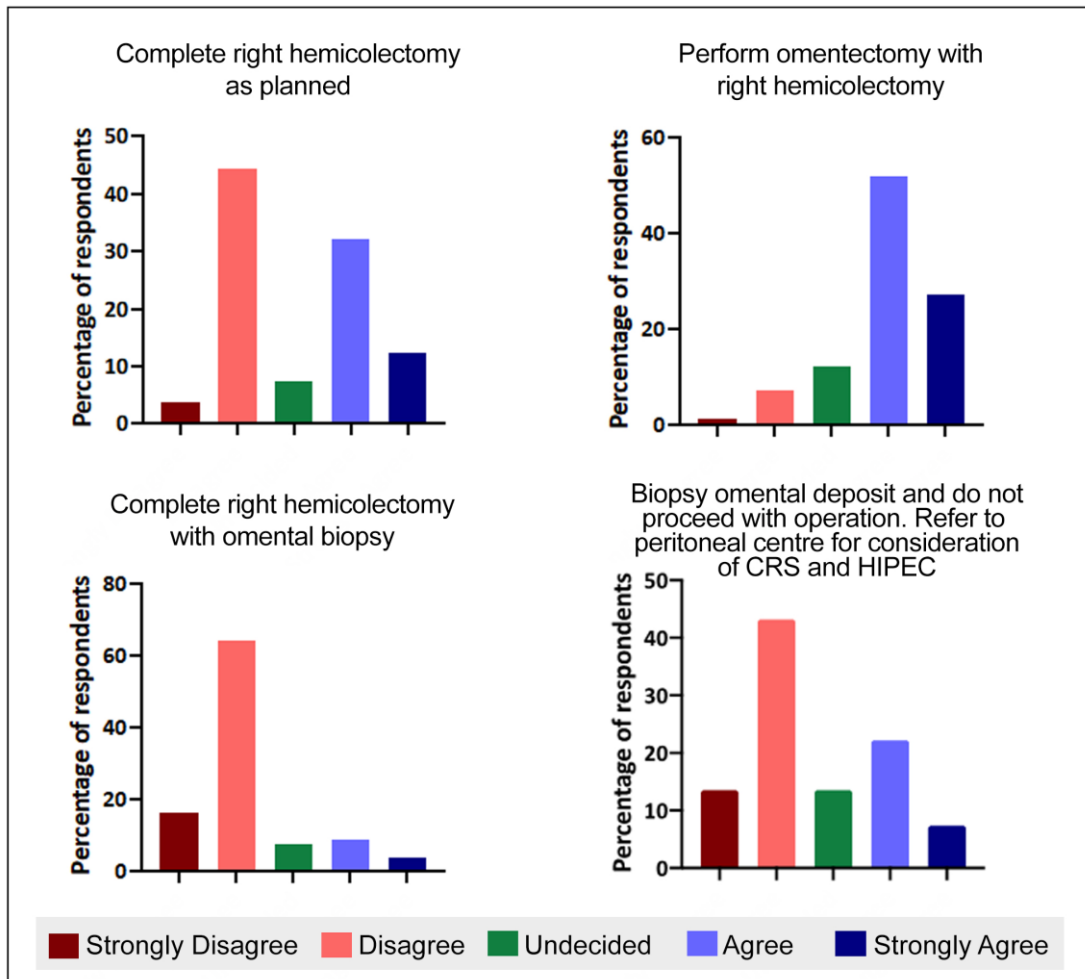 Complete right hemicolectomy
as planned
Percentage of respondents
50
40
30
20
10
0
Perform omentectomy with
right hemicolectomy
Percentage of respondents
60
40
20
0
Complete right hemicolectomy
with omental biopsy
Percentage of respondents
80
60
40
20
0
Biopsy omental deposit and do not
proceed with operation. Refer to
peritoneal centre for consideration
of CRS and HIPEC
Percentage of respondents
50
40
30
20
10
0
Strongly Disagree Disagree Undecided Agree Strongly Agree